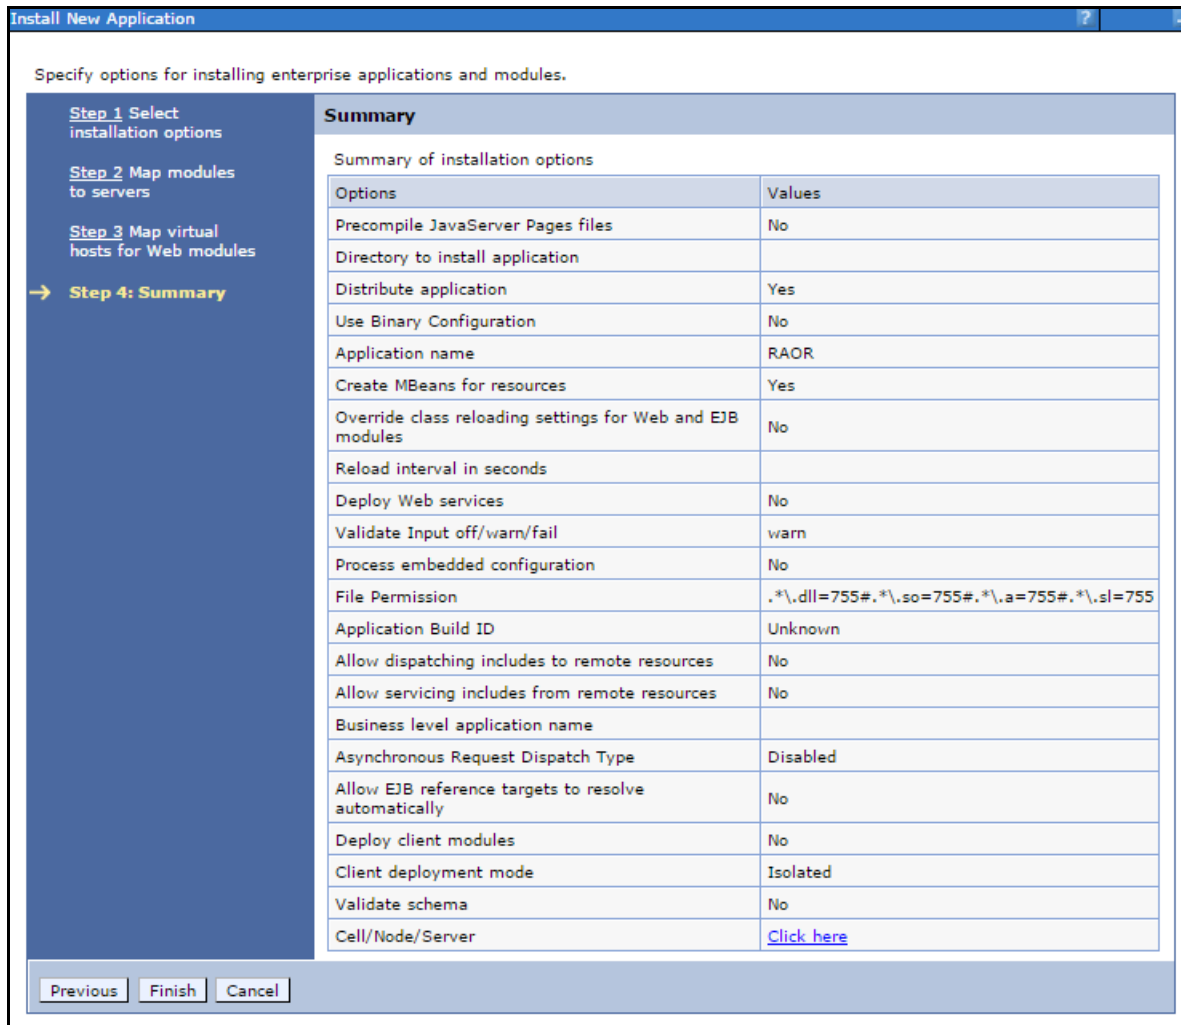 Install New Application
?
Specify options for installing enterprise applications and modules.
Step 1 Select
installation options
Step 2 Map modules
to servers
Step 3 Map virtual
hosts for Web modules
Step 4: Summary
Summary
Summary of installation options
Options Values
Precompile JavaServer Pages files No
Directory to install application
Distribute application Yes
Use Binary Configuration No
Application name RAOR
Create MBeans for resources Yes
Override class reloading settings for Web and EJB
modules No
Reload interval in seconds
Deploy Web services No
Validate Input off/warn/fail warn
Process embedded configuration No
File Permission .*\.dll=755#.*\.so=755#.*\.a=755#.*\.sl=755
Application Build ID Unknown
Allow dispatching includes to remote resources No
Allow servicing includes from remote resources No
Business level application name
Asynchronous Request Dispatch Type Disabled
Allow EJB reference targets to resolve
automatically No
Deploy client modules No
Client deployment mode Isolated
Validate schema No
Cell/Node/Server Click here
Previous Finish Cancel